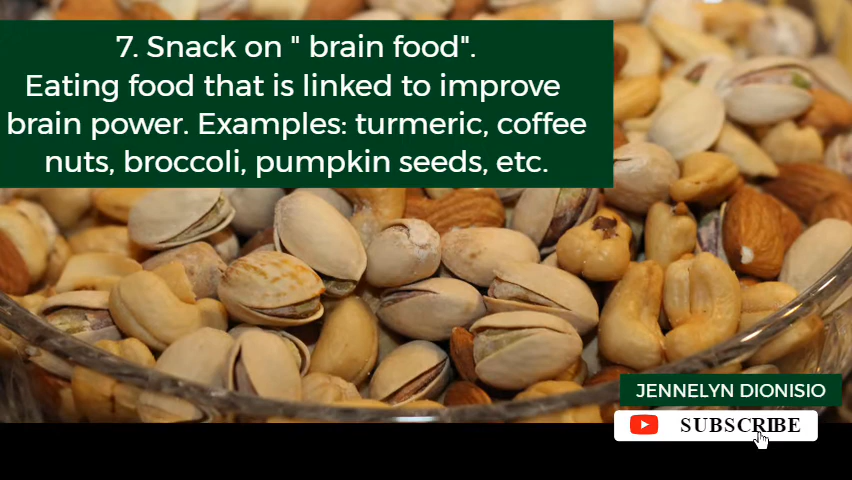 7. Snack on " brain food".
Eating food that is linked to improve
brain power. Examples: turmeric, coffee
nuts, broccoli, pumpkin seeds, etc.
JENNELYN DIONISIO
SUBSCRIBE